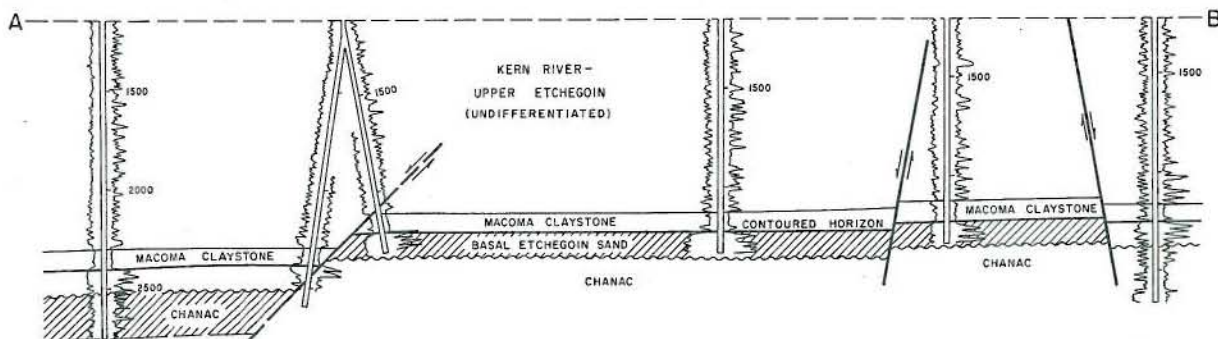 A
B
KERN RIVER-
UPPER ETCHEGOIN
(UNDIFFERENTIATED)
1500
1500
1500
1500
1500
2000
MACOMA CLAYSTONE
MACOMA CLAYSTONE
CONTOURED HORIZON
MACOMA CLAYSTONE
BASAL ETCHEGOIN SAND
2500
CHANAC
CHANAC
CHANAC